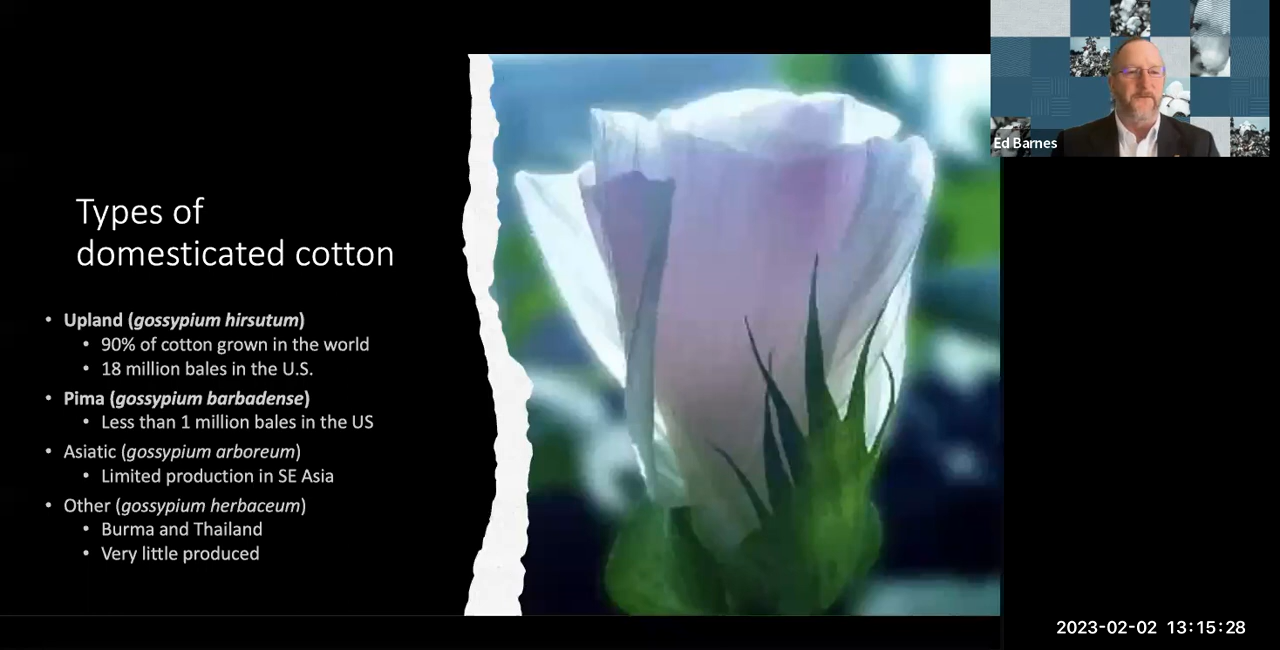 Types of
domesticated cotton
• Upland (gossypium hirsutum)
• 90% of cotton grown in the world
• 18 million bales in the U.S.
• Pima (gossypium barbadense)
• Less than 1 million bales in the US
• Asiatic (gossypium arboreum)
• Limited production in SE Asia
• Other (gossypium herbaceum)
• Burma and Thailand
• Very little produced
Ed Barnes
2023-02-02 13:15:28